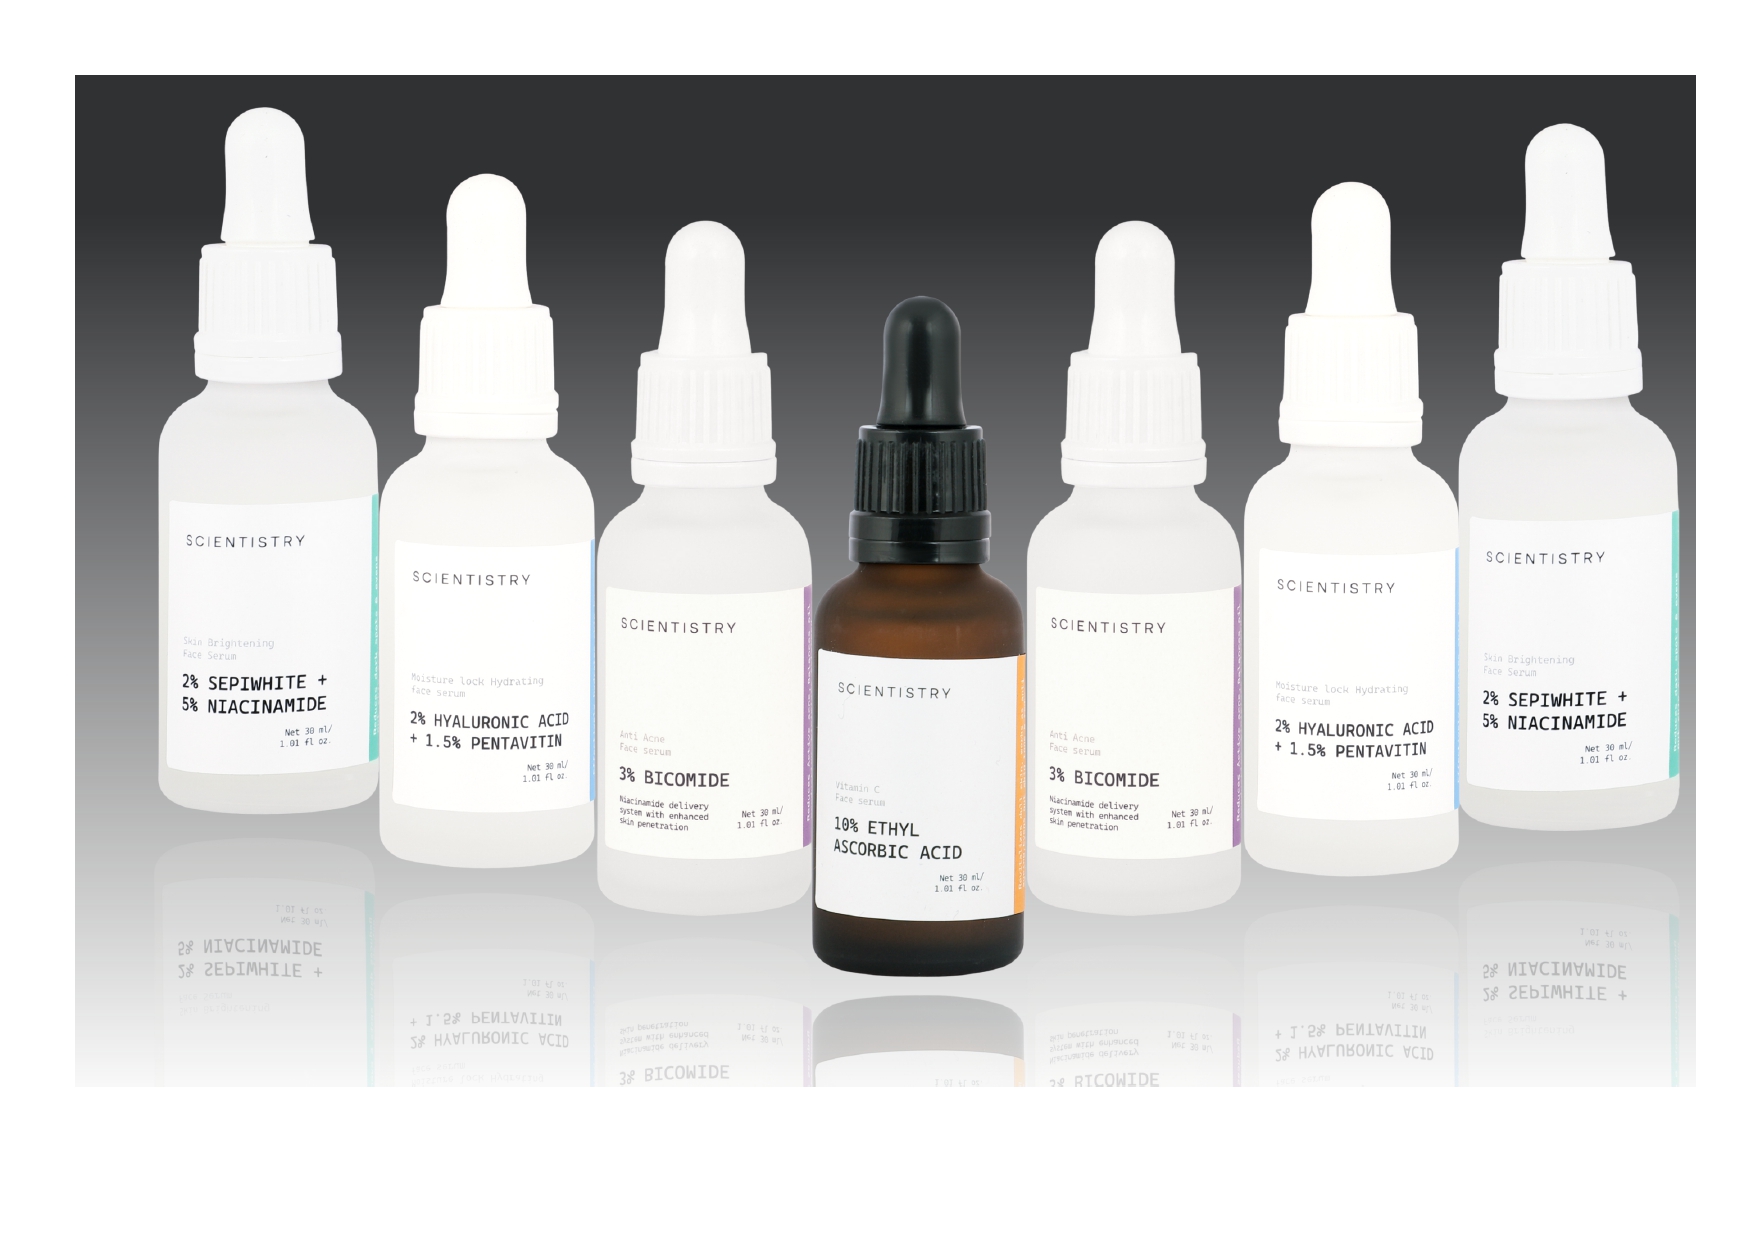 SCIENTISTRY
Skin Brightening
Face Serum
2% SEPIWHITE +
5% NIACINAMIDE
Net 30 ml/
1.01 fl oz.
SCIENTISTRY
Moisture lock Hydrating
face serum
2% HYALURONIC ACID
+ 1.5% PENTAVITIN
Net 30 ml/
1.01 fl oz.
SCIENTISTRY
Anti Acne
Face serum
3% BICOMIDE
Niacinamide delivery
system with enhanced
skin penetration
Net 30 ml/
1.01 fl oz.
SCIENTISTRY
Vitamin C
Face serum
10% ETHYL
ASCORBIC ACID
Net 30 ml/
1.01 fl oz.
SCIENTISTRY
Anti Acne
Face serum
3% BICOMIDE
Niacinamide delivery
system with enhanced
skin penetration
Net 30 ml/
1.01 fl oz.
SCIENTISTRY
Moisture lock Hydrating
face serum
2% HYALURONIC ACID
+ 1.5% PENTAVITIN
Net 30 ml/
1.01 fl oz.
SCIENTISTRY
Skin Brightening
Face Serum
2% SEPIWHITE +
5% NIACINAMIDE
Net 30 ml/
1.01 fl oz.